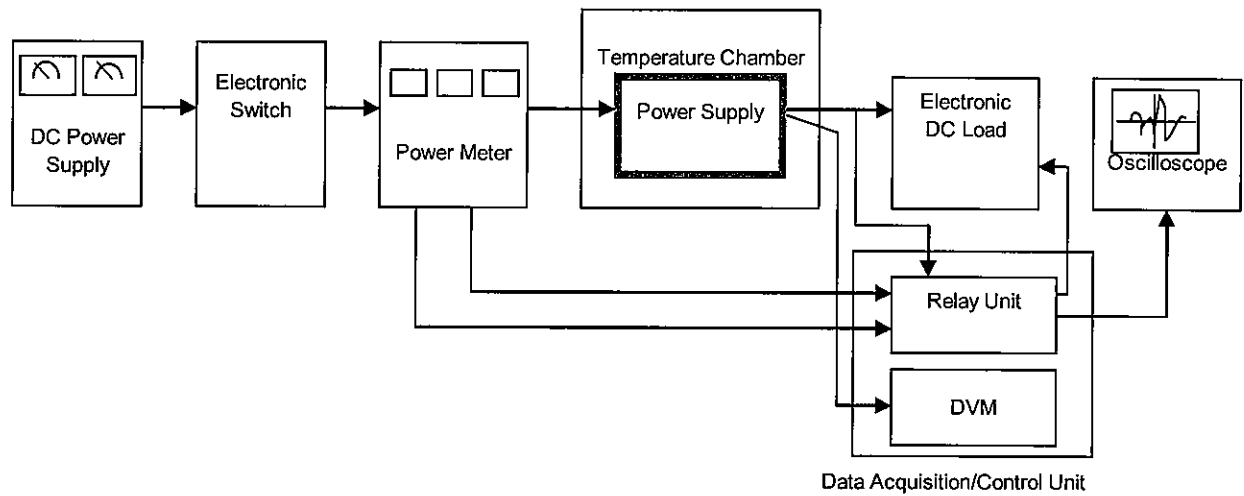 DC Power
Supply
Electronic
Switch
Power Meter
Temperature Chamber
Power Supply
Electronic
DC Load
Oscilloscope
Relay Unit
DVM
Data Acquisition/Control Unit